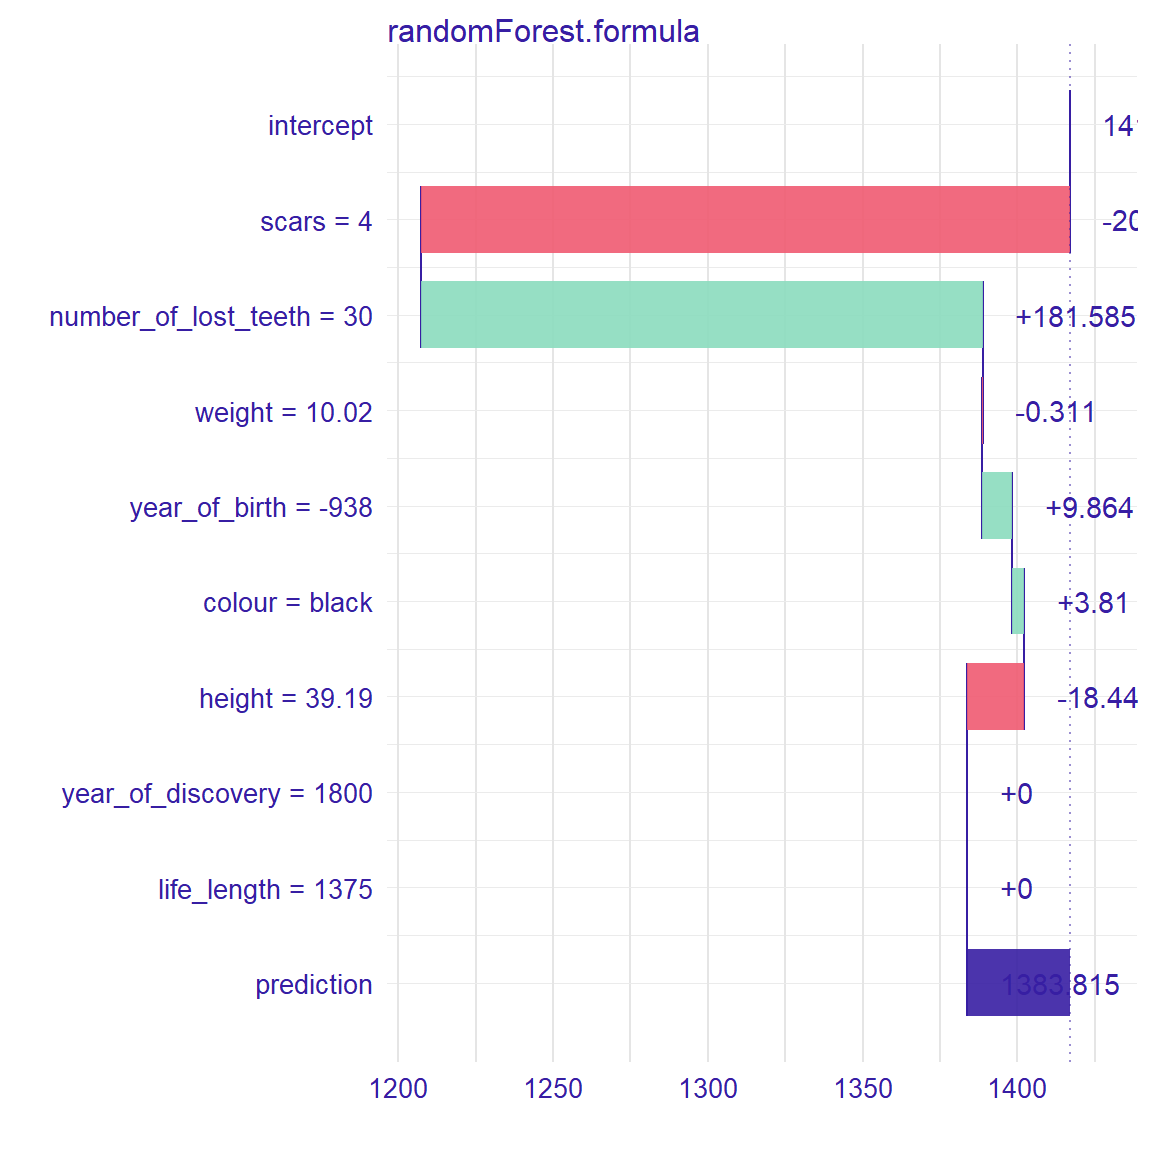 randomForest.formula
intercept
scars = 4
-20
number_of_lost_teeth = 30
+181.585
weight = 10.02
-0.311
year_of_birth = -938
+9.864
colour = black
+3.81
height = 39.19
-18.44
year_of_discovery = 1800
+0
life_length = 1375
+0
prediction
1383.815
1200 1250 1300 1350 1400